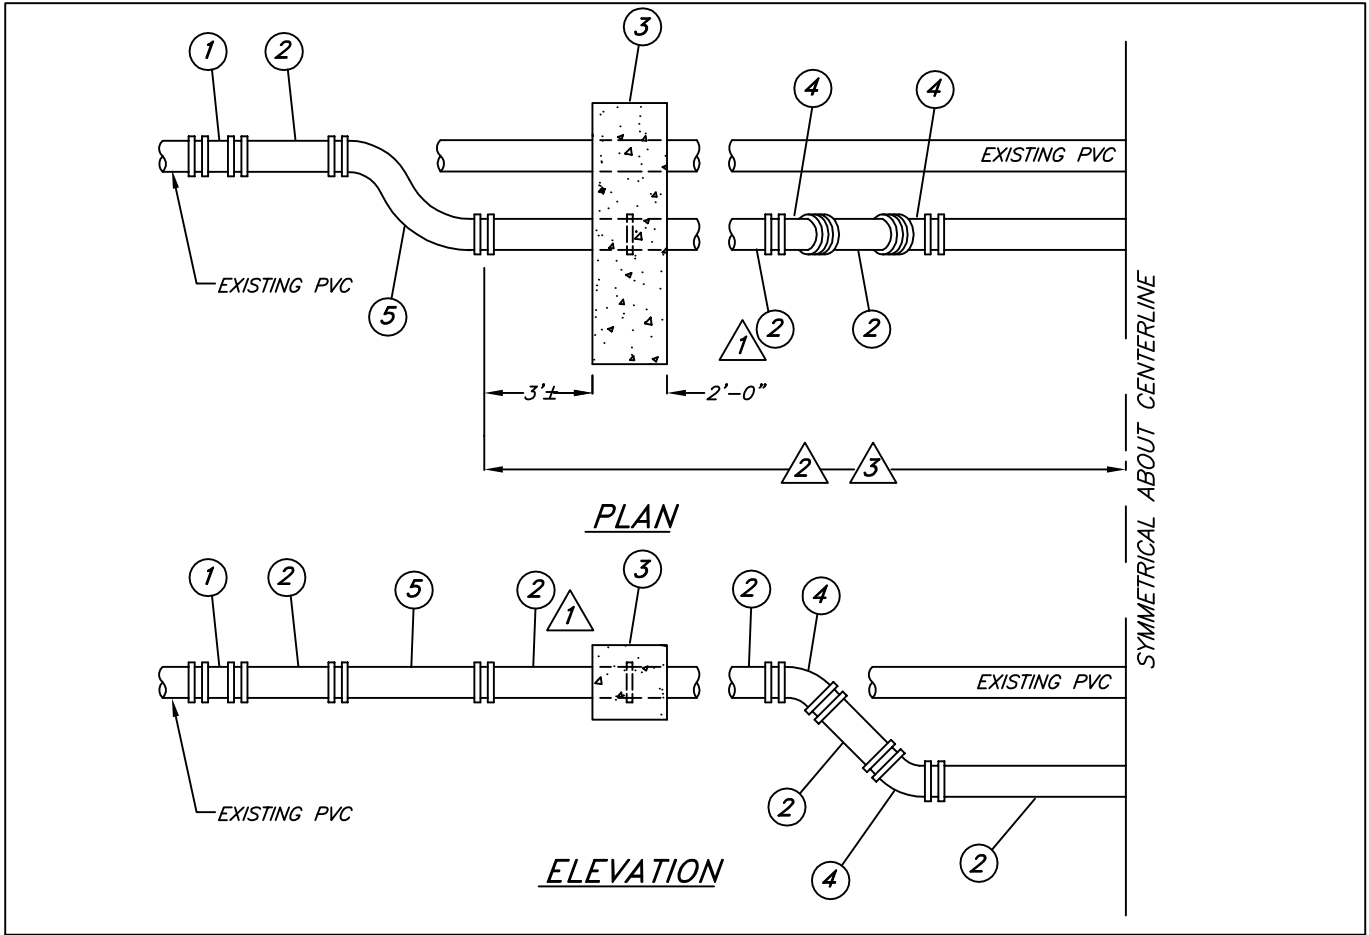 3
1 2 4 4
EXISTING PVC
EXISTING PVC
5
1 2 2
3'± 2'-0"
2 3
PLAN
SYMMETRICAL ABOUT CENTERLINE
1 2 5 2 1 3 2 4
EXISTING PVC
EXISTING PVC
2
4
2
ELEVATION